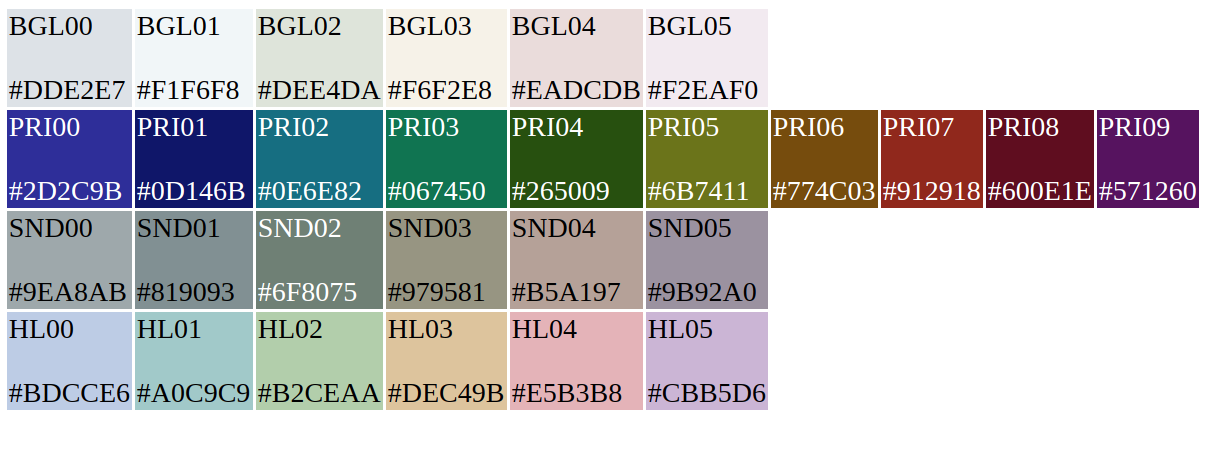 BGL00 BGL01 BGL02 BGL03 BGL04 BGL05
#DDE2E7 #F1F6F8 #DEE4DA #F6F2E8 #EADCDB #F2EAF0
PRI00 PRI01 PRI02 PRI03 PRI04 PRI05 PRI06 PRI07 PRI08 PRI09
#2D2C9B #0D146B #0E6E82 #067450 #265009 #6B7411 #774C03 #912918 #600E1E #571260
SND00 SND01 SND02 SND03 SND04 SND05
#9EA8AB #819093 #6F8075 #979581 #B5A197 #9B92A0
HL00 HL01 HL02 HL03 HL04 HL05
#BDCCE6 #A0C9C9 #B2CEAA #DEC49B #E5B3B8 #CBB5D6